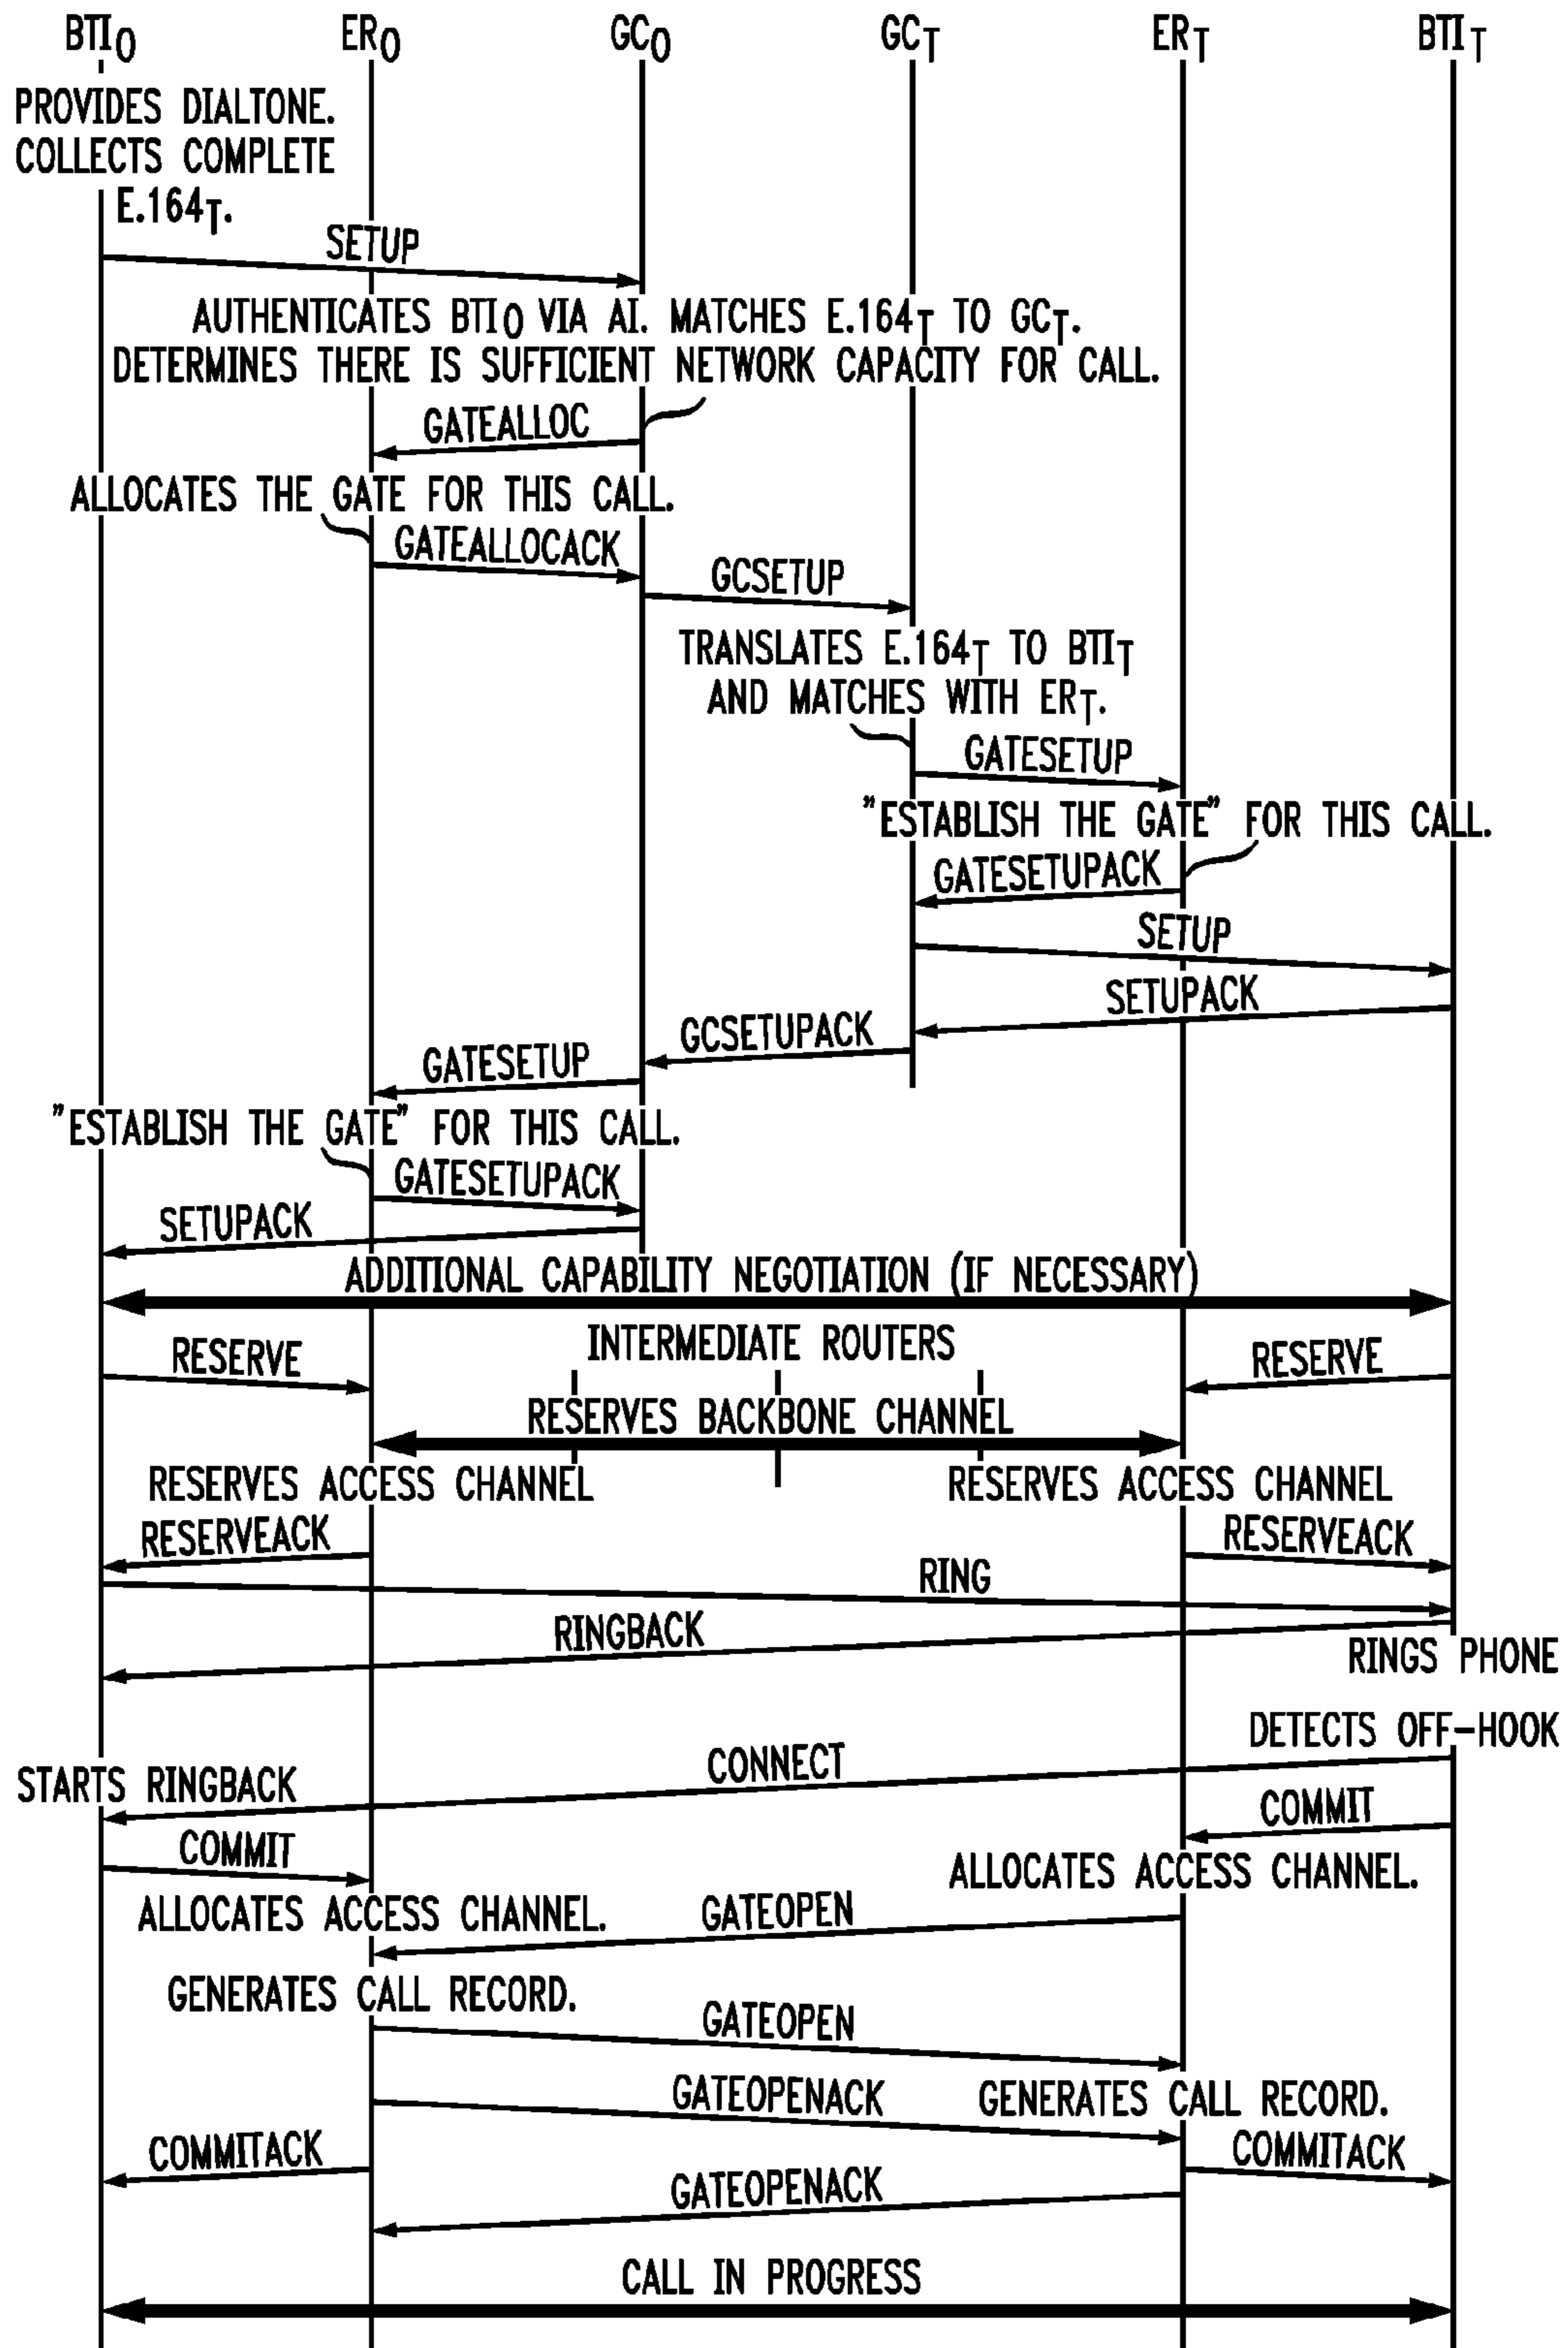 BTIO ERO GCO GCT ERT BTIT
PROVIDES DIALTONE.
COLLECTS COMPLETE
E.164T.
SETUP
AUTHENTICATES BTIO VIA AI. MATCHES E.164T TO GCT.
DETERMINES THERE IS SUFFICIENT NETWORK CAPACITY FOR CALL.
GATEALLOC
ALLOCATES THE GATE FOR THIS CALL.
GATEALLOCACK
GCSETUP
TRANSLATES E.164T TO BTIT
AND MATCHES WITH ERT.
GATESETUP
"ESTABLISH THE GATE" FOR THIS CALL.
GATESETUPACK
SETUP
SETUPACK
GCSETUPACK
GATESETUP
"ESTABLISH THE GATE" FOR THIS CALL.
GATESETUPACK
SETUPACK
ADDITIONAL CAPABILITY NEGOTIATION (IF NECESSARY)
INTERMEDIATE ROUTERS
RESERVE RESERVE
RESERVES BACKBONE CHANNEL
RESERVES ACCESS CHANNEL RESERVES ACCESS CHANNEL
RESERVEACK RESERVEACK
RING
RINGBACK
RINGS PHONE
DETECTS OFF-HOOK
CONNECT
STARTS RINGBACK
COMMIT
COMMIT
ALLOCATES ACCESS CHANNEL.
ALLOCATES ACCESS CHANNEL.
GATEOPEN
GENERATES CALL RECORD.
GATEOPEN
GATEOPENACK
GENERATES CALL RECORD.
COMMITACK COMMITACK
GATEOPENACK
CALL IN PROGRESS